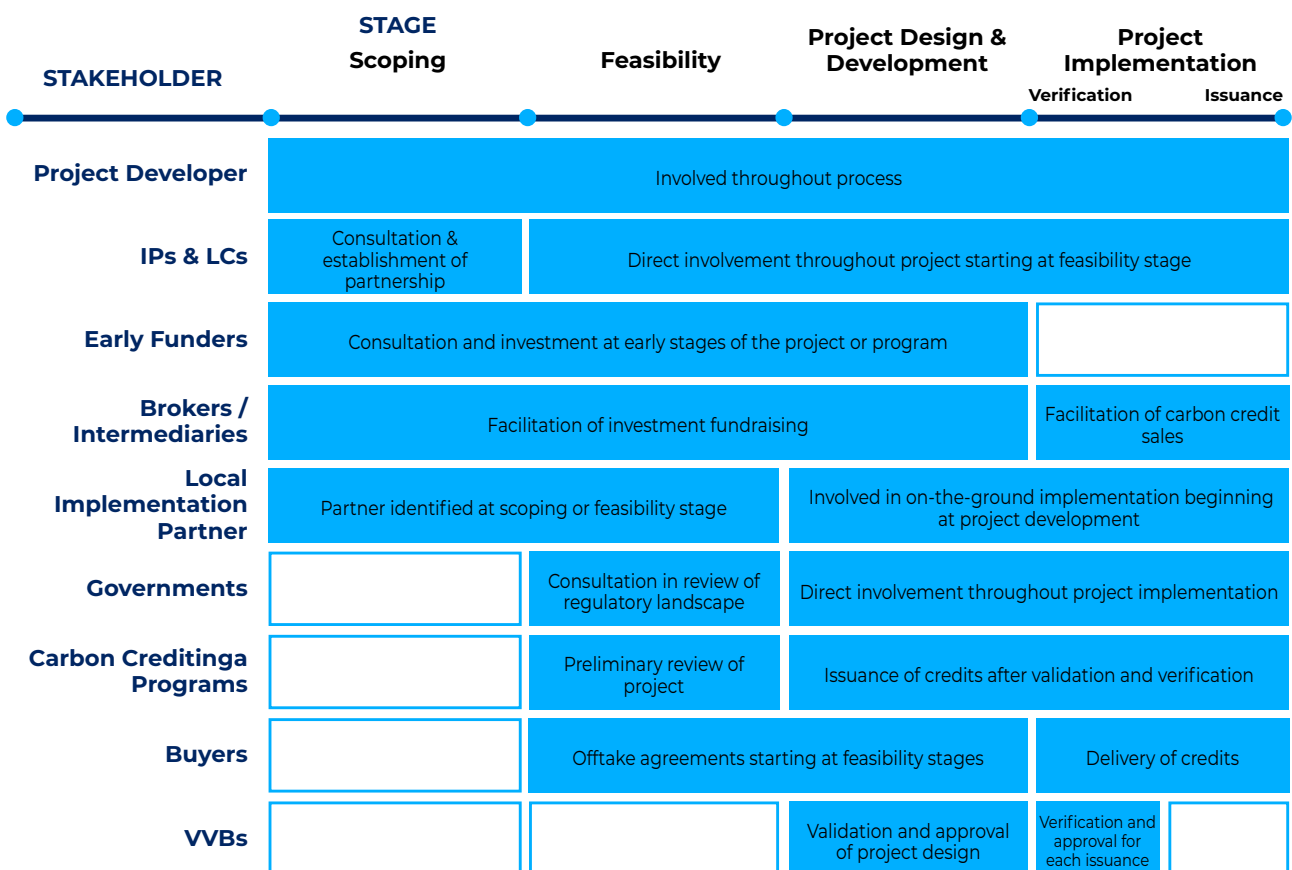 STAGE
STAKEHOLDER
Scoping
Feasibility
Project Design &
Development
Project
Implementation
Verification
Issuance
Project Developer
Involved throughout process
IPs & LCs
Consultation &
establishment of
partnership
Direct involvement throughout project starting at feasibility stage
Early Funders
Consultation and investment at early stages of the project or program
Brokers /
Intermediaries
Facilitation of investment fundraising
Facilitation of carbon credit
sales
Local
Implementation
Partner
Partner identified at scoping or feasibility stage
Involved in on-the-ground implementation beginning
at project development
Governments
Consultation in review of
regulatory landscape
Direct involvement throughout project implementation
Carbon Creditinga
Programs
Preliminary review of
project
Issuance of credits after validation and verification
Buyers
Offtake agreements starting at feasibility stages
Delivery of credits
VVBs
Validation and approval
of project design
Verification and
approval for
each issuance